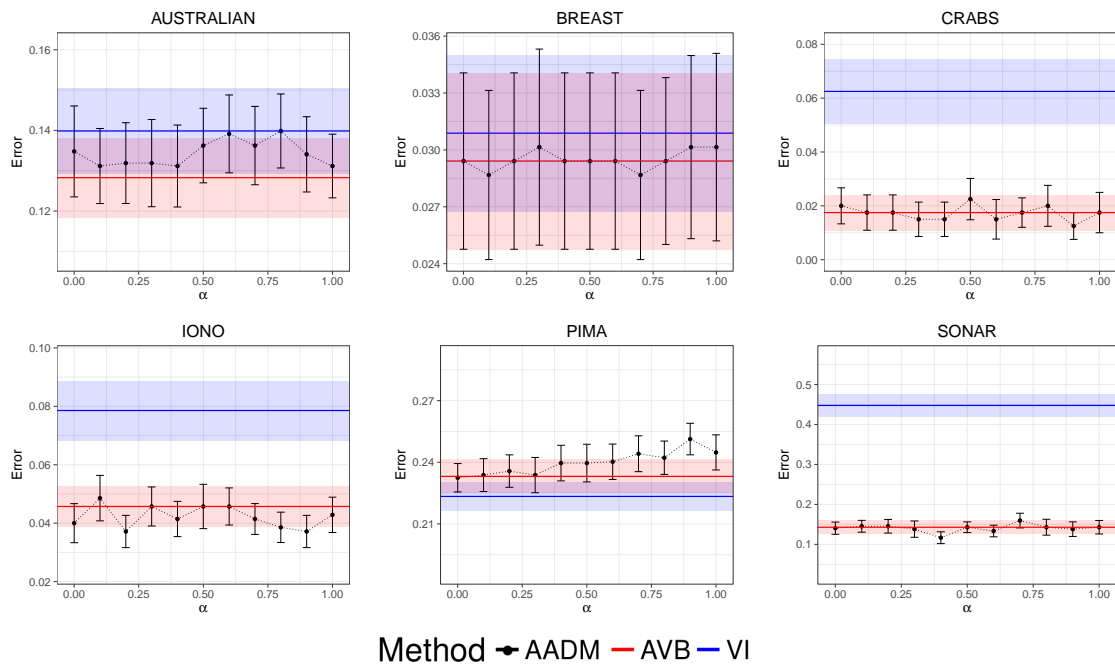 AUSTRALIAN
0.16
0.14
0.12
Error
0.00 0.25 0.50 0.75 1.00
α
BREAST
0.036
0.033
0.030
0.027
0.024
Error
0.00 0.25 0.50 0.75 1.00
α
CRABS
0.08
0.06
0.04
0.02
0.00
Error
0.00 0.25 0.50 0.75 1.00
α
IONO
0.10
0.08
0.06
0.04
0.02
Error
0.00 0.25 0.50 0.75 1.00
α
PIMA
0.27
0.24
0.21
Error
0.00 0.25 0.50 0.75 1.00
α
SONAR
0.5
0.4
0.3
0.2
0.1
Error
0.00 0.25 0.50 0.75 1.00
α
Method AADM AVB VI